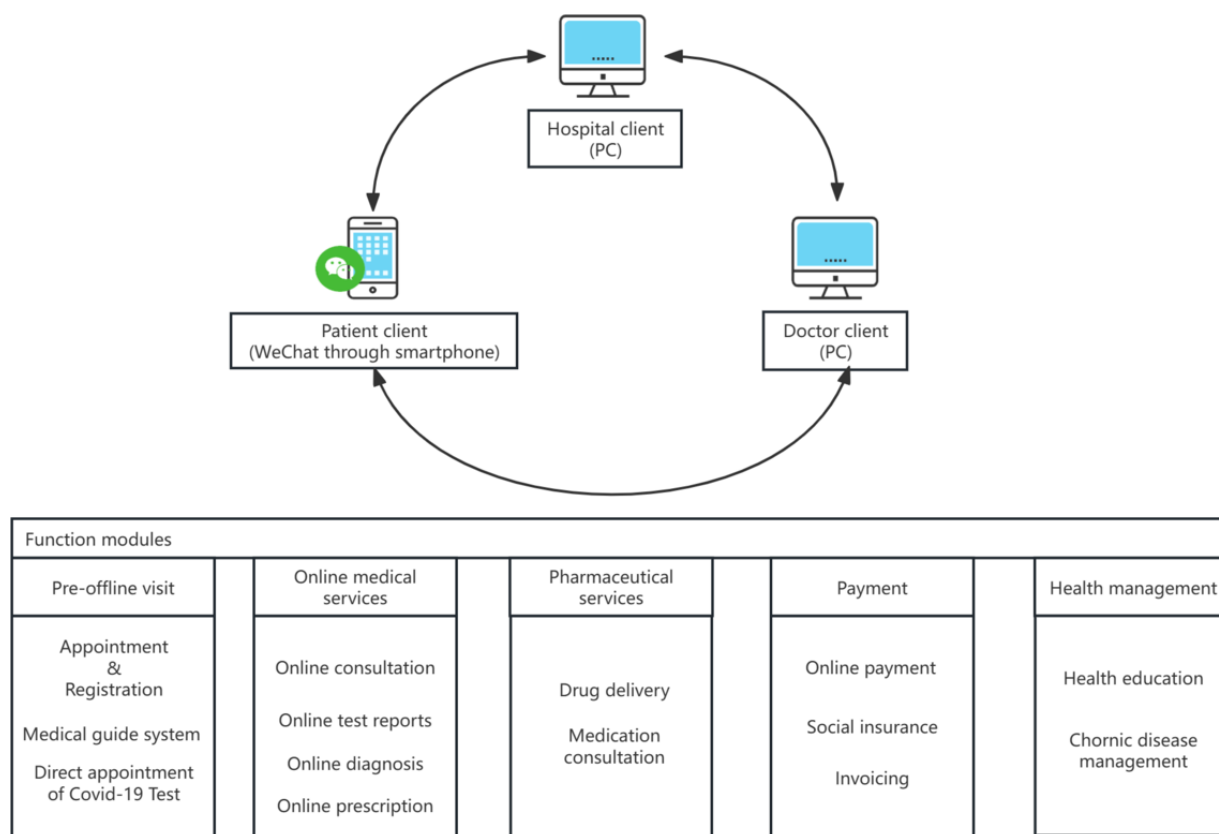 Hospital client
(PC)
Patient client
(WeChat through smartphone)
Doctor client
(PC)
Function modules
Pre-offline visit
Appointment
&
Registration
Medical guide system
Direct appointment
of Covid-19 Test
Online medical
services
Online consultation
Online test reports
Online diagnosis
Online prescription
Pharmaceutical
services
Drug delivery
Medication
consultation
Payment
Online payment
Social insurance
Invoicing
Health management
Health education
Chornic disease
management